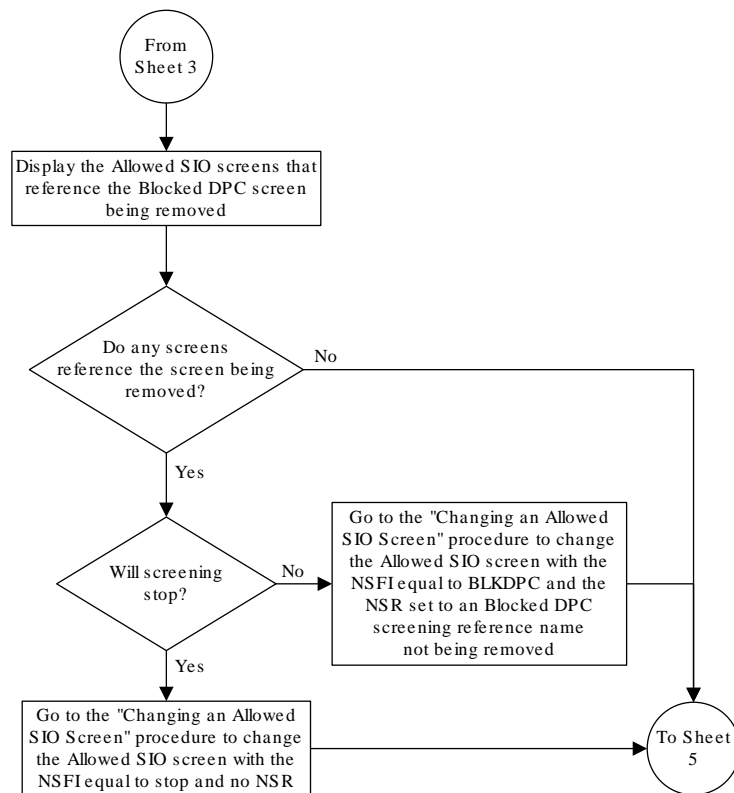 From
Sheet 3
Display the Allowed SIO screens that
reference the Blocked DPC screen
being removed
Do any screens
reference the screen being
removed?
No
Yes
Will screening
stop?
No
Go to the "Changing an Allowed
SIO Screen" procedure to change
the Allowed SIO screen with the
NSFI equal to BLKDPC and the
NSR set to an Blocked DPC
screening reference name
not being removed
Yes
Go to the "Changing an Allowed
SIO Screen" procedure to change
the Allowed SIO screen with the
NSFI equal to stop and no NSR
To Sheet
5